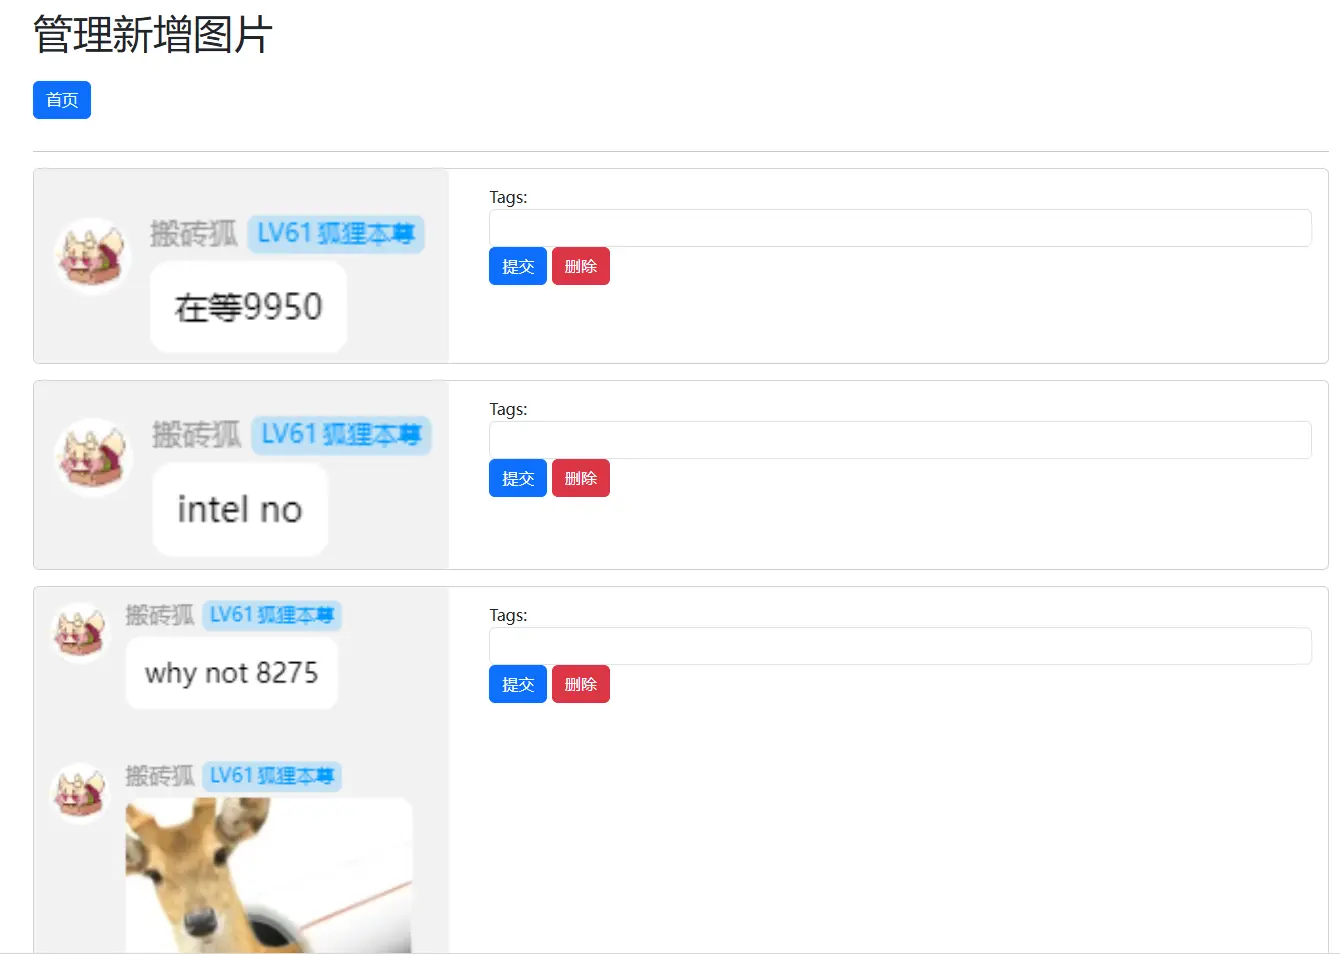 管理新增图片
首页
搬砖狐 LV61 狐狸本尊
在等9950
Tags:
提交 删除
搬砖狐 LV61 狐狸本尊
intel no
Tags:
提交 删除
搬砖狐 LV61 狐狸本尊
why not 8275
Tags:
提交 删除
搬砖狐 LV61 狐狸本尊